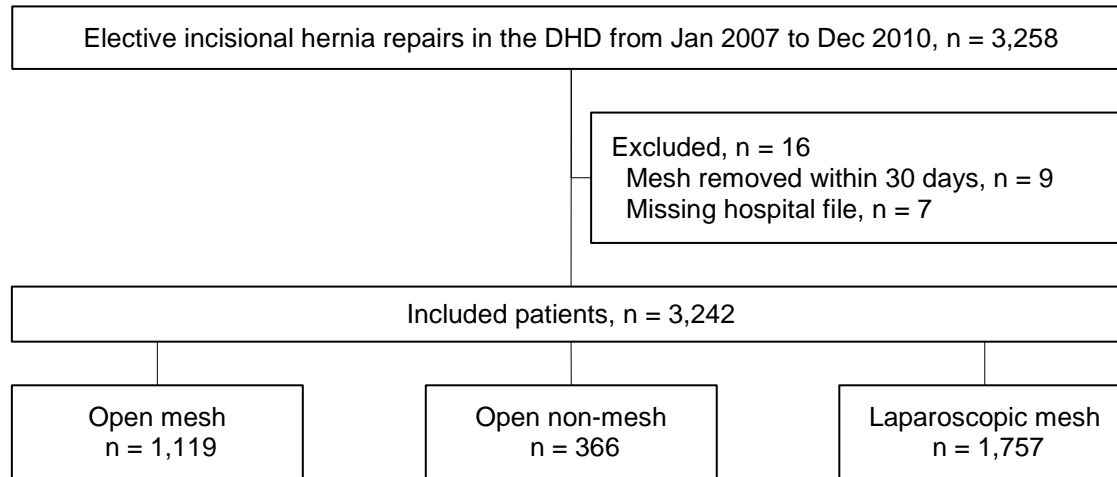 Elective incisional hernia repairs in the DHD from Jan 2007 to Dec 2010, n = 3,258
Excluded, n = 16
Mesh removed within 30 days, n = 9
Missing hospital file, n = 7
Included patients, n = 3,242
Open mesh
n = 1,119
Open non-mesh
n = 366
Laparoscopic mesh
n = 1,757